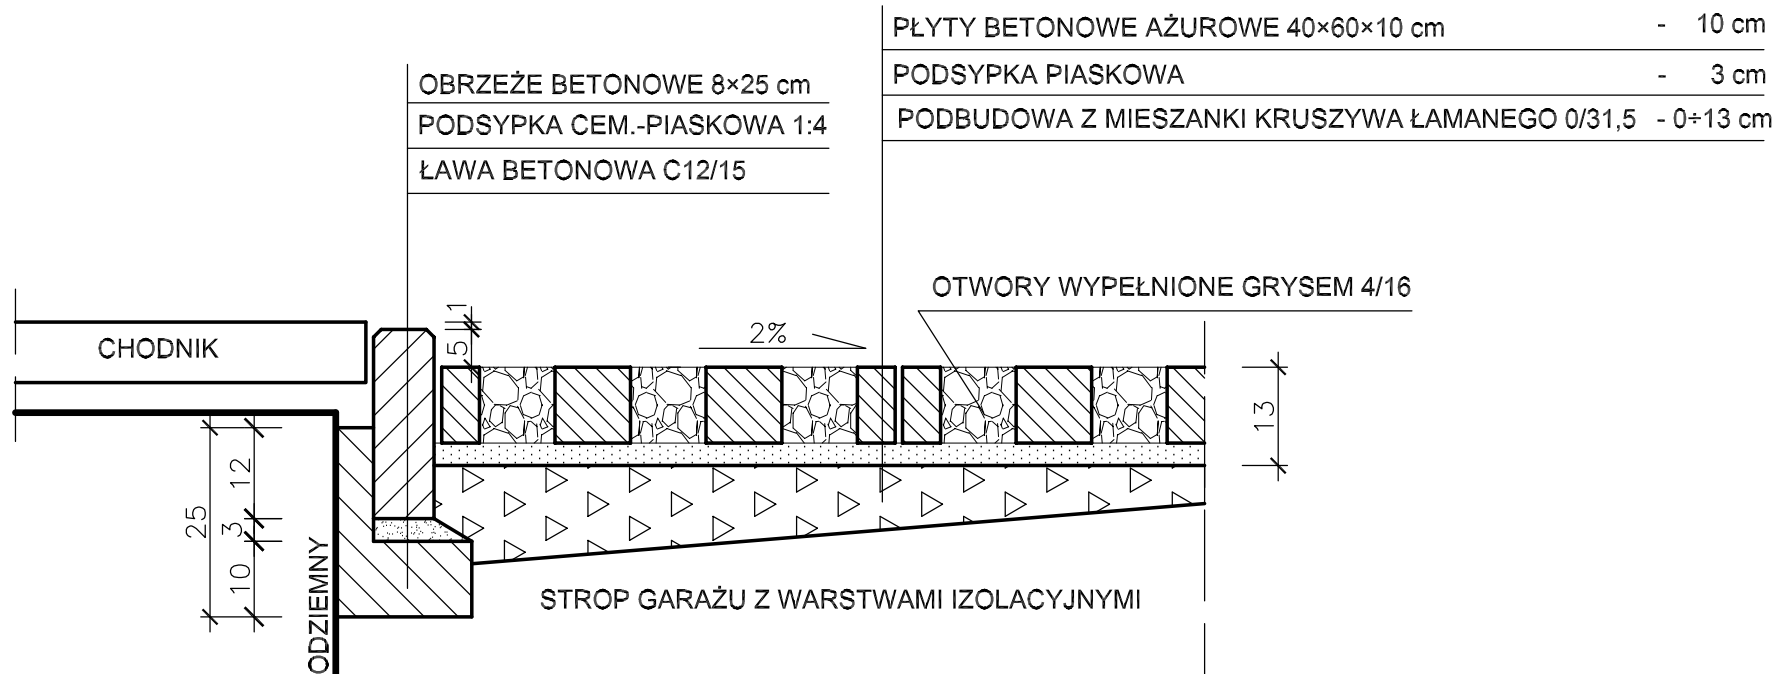 PŁYTY BETONOWE AŻUROWE 40×60×10 cm - 10 cm
PODSYPKA PIASKOWA - 3 cm
PODBUDOWA Z MIESZANKI KRUSZYWA ŁAMANEGO 0/31,5 - 0÷13 cm
OBRZEŻE BETONOWE 8×25 cm
PODSYPKA CEM.-PIASKOWA 1:4
ŁAWA BETONOWA C12/15
OTWORY WYPEŁNIONE GRYSEM 4/16
1
5
2%
CHODNIK
13
12
3
10
25
ODZIEMNY
STROP GARAŻU Z WARSTWAMI IZOLACYJNYMI